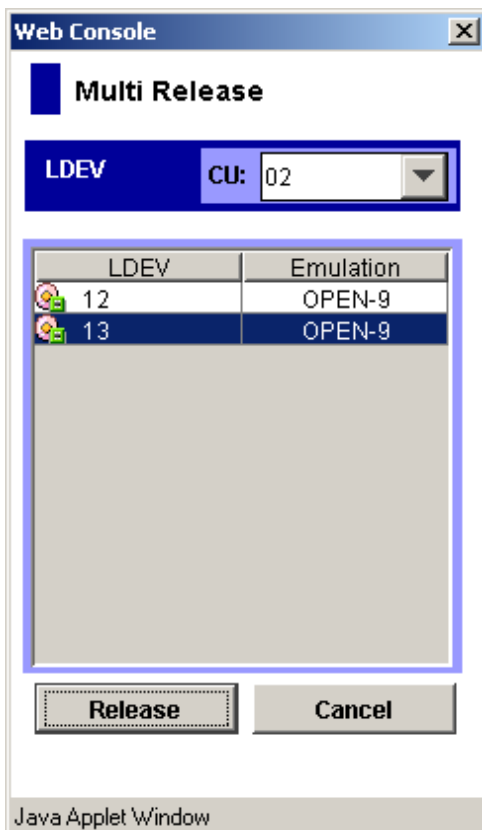 Web Console
Multi Release
LDEV CU: 02
LDEV Emulation
12 OPEN-9
13 OPEN-9
Release Cancel
Java Applet Window